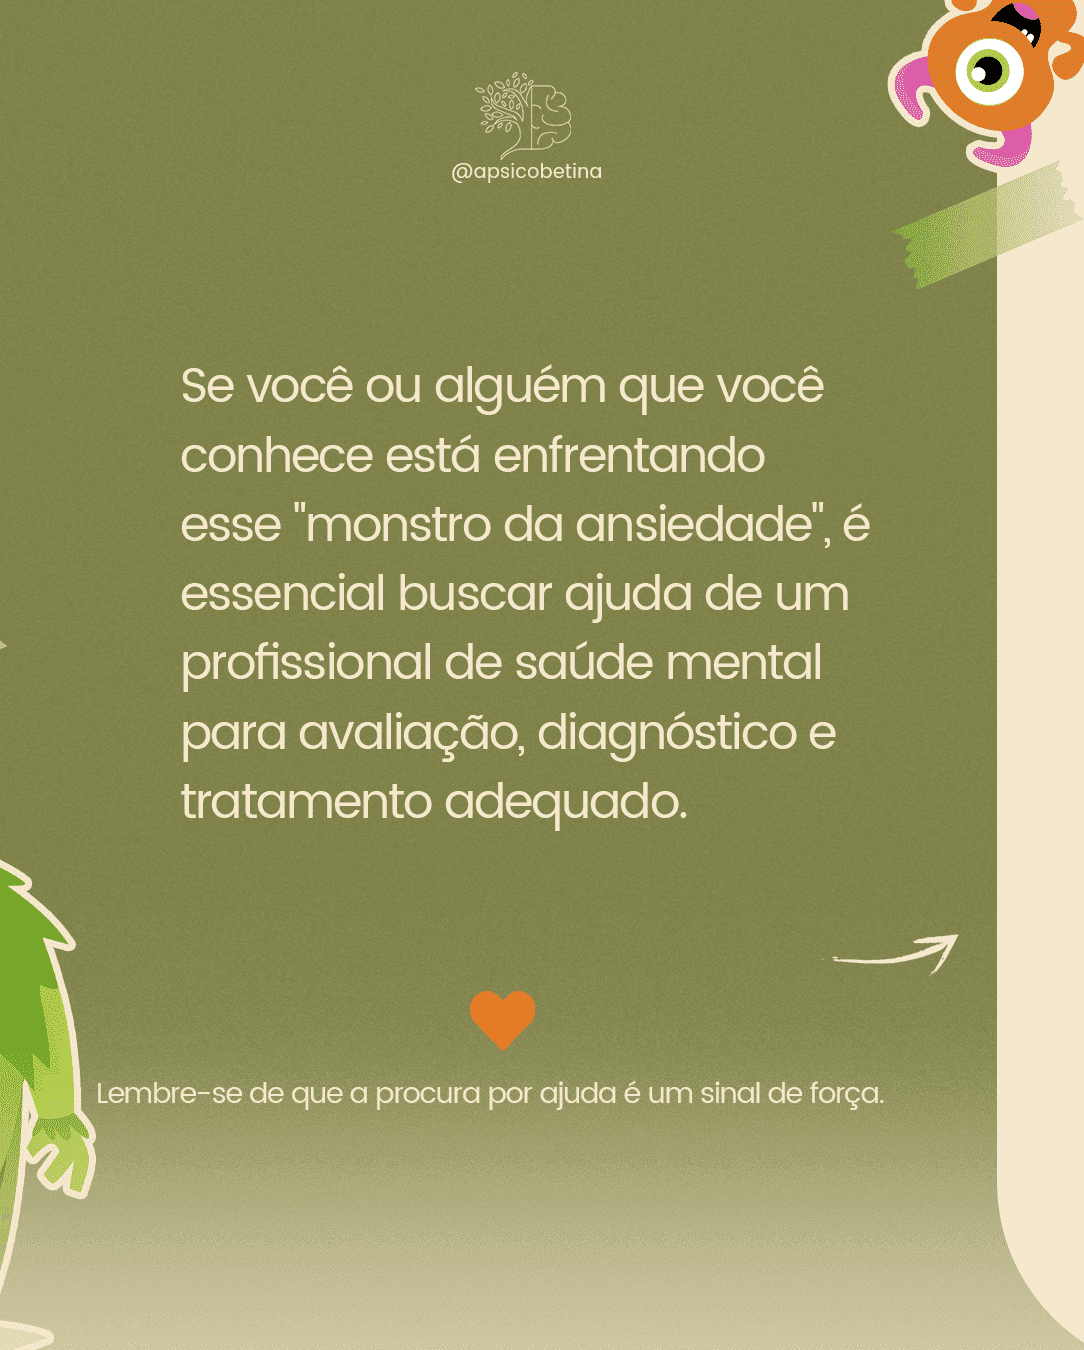 @apsicobetina
Se você ou alguém que você
conhece está enfrentando
esse "monstro da ansiedade", é
essencial buscar ajuda de um
profissional de saúde mental
para avaliação, diagnóstico e
tratamento adequado.
Lembre-se de que a procura por ajuda é um sinal de força.